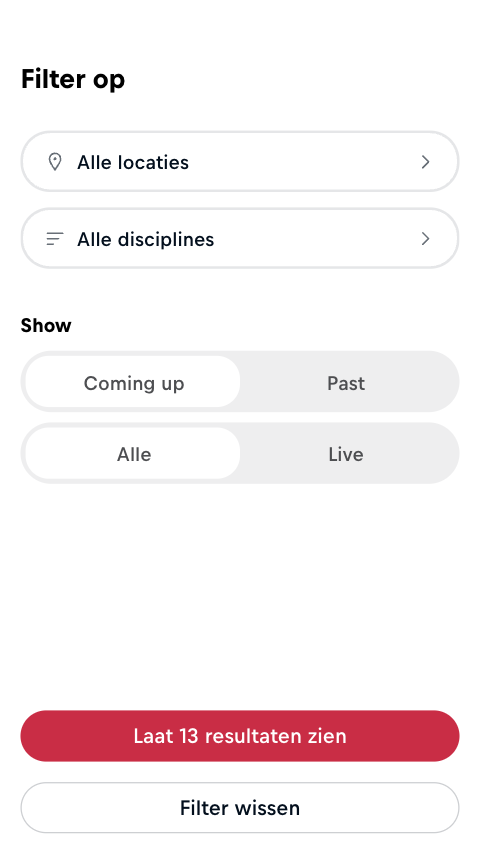 Filter op
Alle locaties
Alle disciplines
Show
Coming up
Past
Alle
Live
Laat 13 resultaten zien
Filter wissen